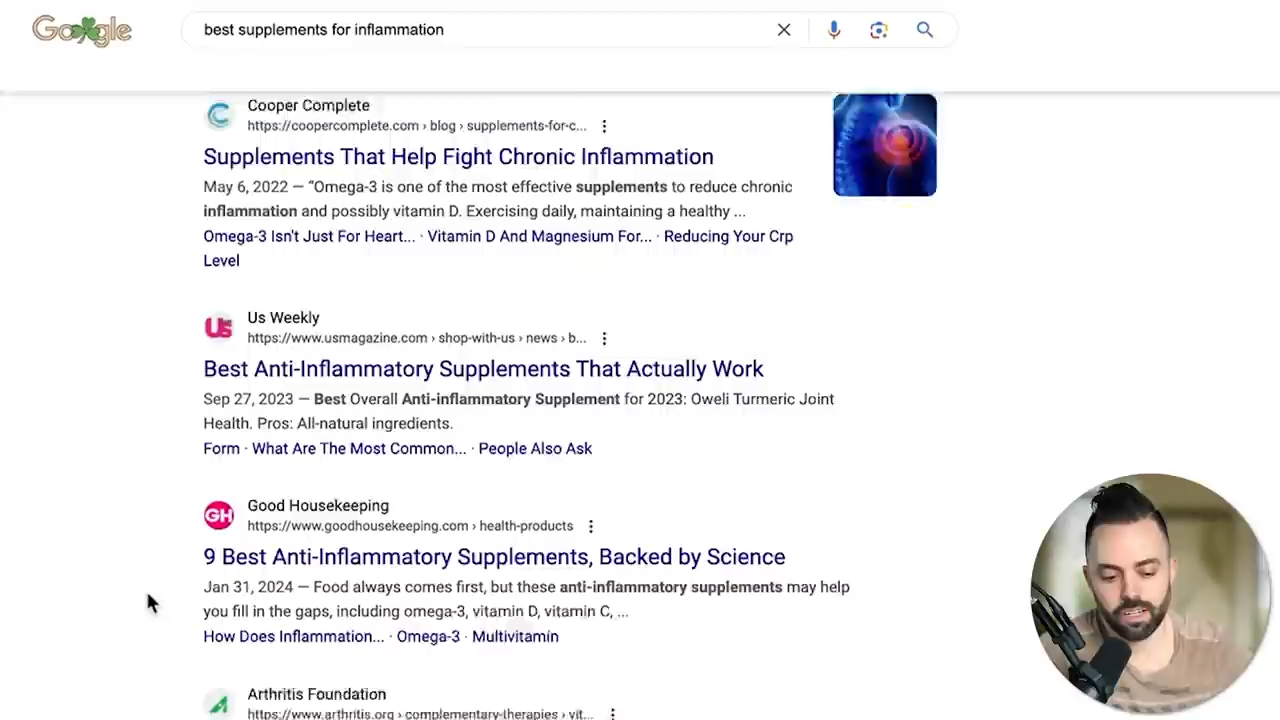 Google
best supplements for inflammation
Cooper Complete
https://coopercomplete.com › blog › supplements-for-c...
Supplements That Help Fight Chronic Inflammation
May 6, 2022 — “Omega-3 is one of the most effective supplements to reduce chronic
inflammation and possibly vitamin D. Exercising daily, maintaining a healthy ...
Omega-3 Isn't Just For Heart... · Vitamin D And Magnesium For... · Reducing Your Crp
Level
Us
Us Weekly
https://www.usmagazine.com › shop-with-us › news › b...
Best Anti-Inflammatory Supplements That Actually Work
Sep 27, 2023 — Best Overall Anti-inflammatory Supplement for 2023: Oweli Turmeric Joint
Health. Pros: All-natural ingredients.
Form · What Are The Most Common... · People Also Ask
GH
Good Housekeeping
https://www.goodhousekeeping.com › health-products
9 Best Anti-Inflammatory Supplements, Backed by Science
Jan 31, 2024 — Food always comes first, but these anti-inflammatory supplements may help
you fill in the gaps, including omega-3, vitamin D, vitamin C, ...
How Does Inflammation... · Omega-3 · Multivitamin
Arthritis Foundation
https://www.arthritis.org › complementary-therapies › vit...